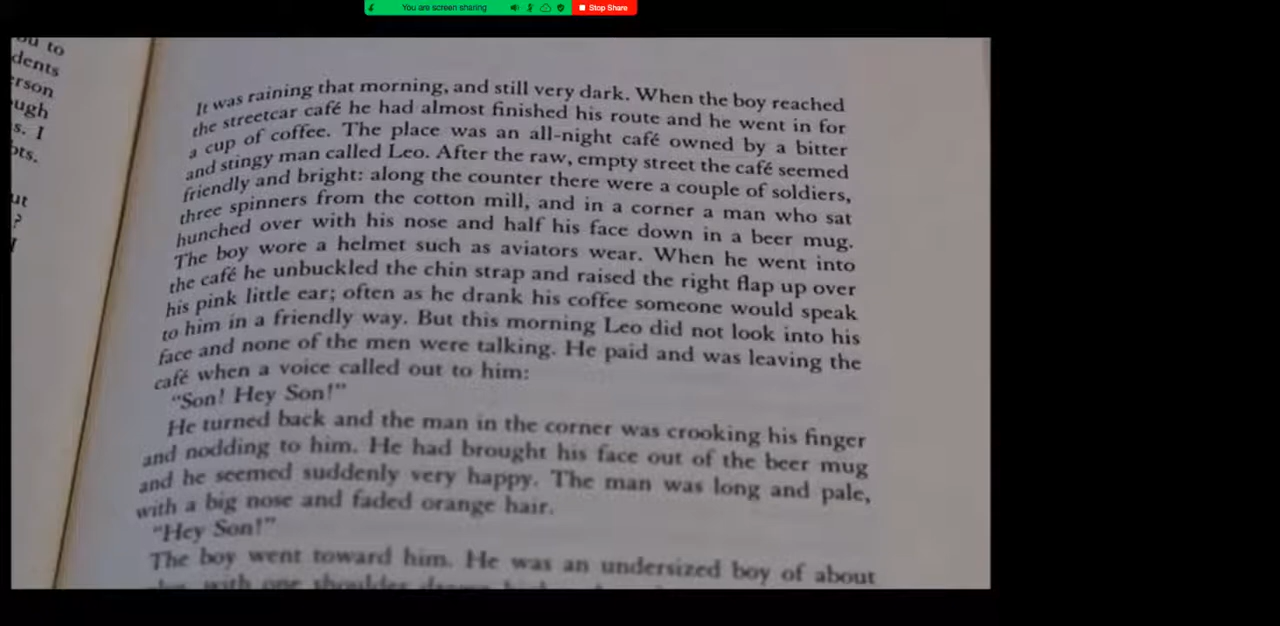 You are screen sharing
Stop Share
ou to
dents
rson
ugh
s. I
ots.
ut
?
I
It was raining that morning, and still very dark. When the boy reached
the streetcar café he had almost finished his route and he went in for
a cup of coffee. The place was an all-night café owned by a bitter
and stingy man called Leo. After the raw, empty street the café seemed
friendly and bright: along the counter there were a couple of soldiers,
three spinners from the cotton mill, and in a corner a man who sat
hunched over with his nose and half his face down in a beer mug.
The boy wore a helmet such as aviators wear. When he went into
the café he unbuckled the chin strap and raised the right flap up over
his pink little ear; often as he drank his coffee someone would speak
to him in a friendly way. But this morning Leo did not look into his
face and none of the men were talking. He paid and was leaving the
café when a voice called out to him:
“Son! Hey Son!”
He turned back and the man in the corner was crooking his finger
and nodding to him. He had brought his face out of the beer mug
and he seemed suddenly very happy. The man was long and pale,
with a big nose and faded orange hair.
“Hey Son!”
The boy went toward him. He was an undersized boy of about
with one shoulder